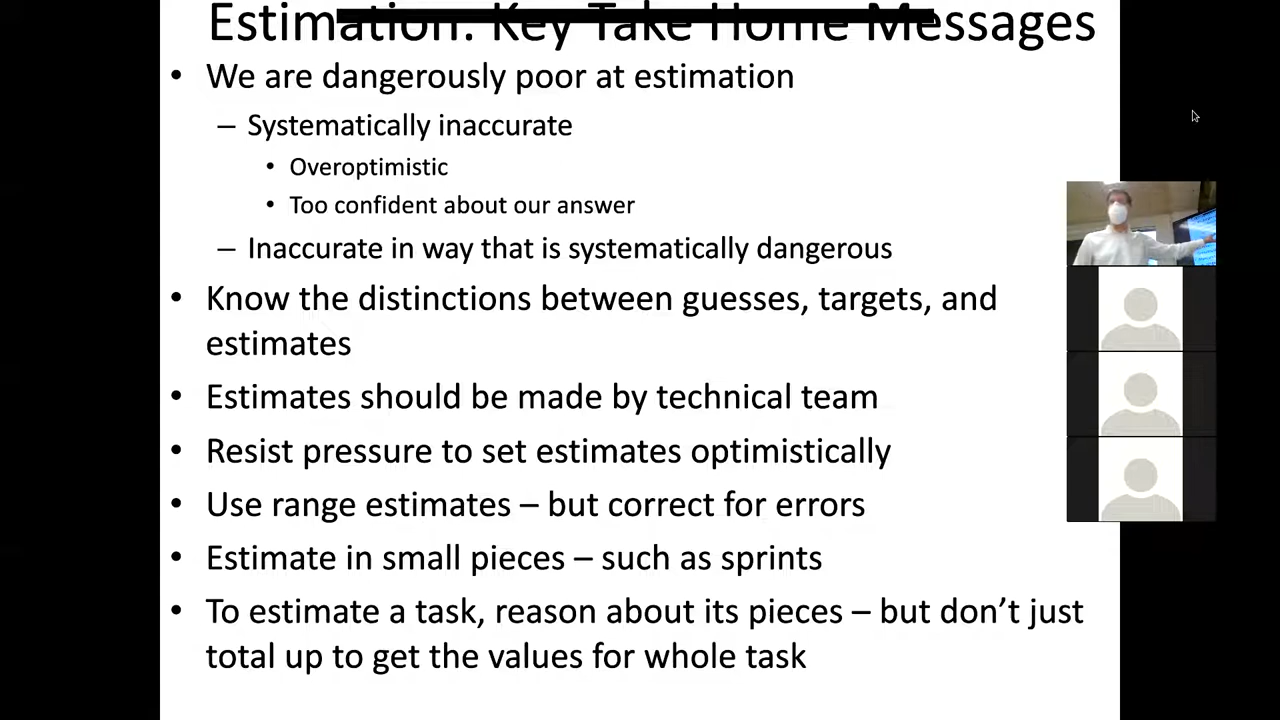 Estimation: Key Take Home Messages
• We are dangerously poor at estimation
– Systematically inaccurate
• Overoptimistic
• Too confident about our answer
– Inaccurate in way that is systematically dangerous
• Know the distinctions between guesses, targets, and
estimates
• Estimates should be made by technical team
• Resist pressure to set estimates optimistically
• Use range estimates – but correct for errors
• Estimate in small pieces – such as sprints
• To estimate a task, reason about its pieces – but don’t just
total up to get the values for whole task